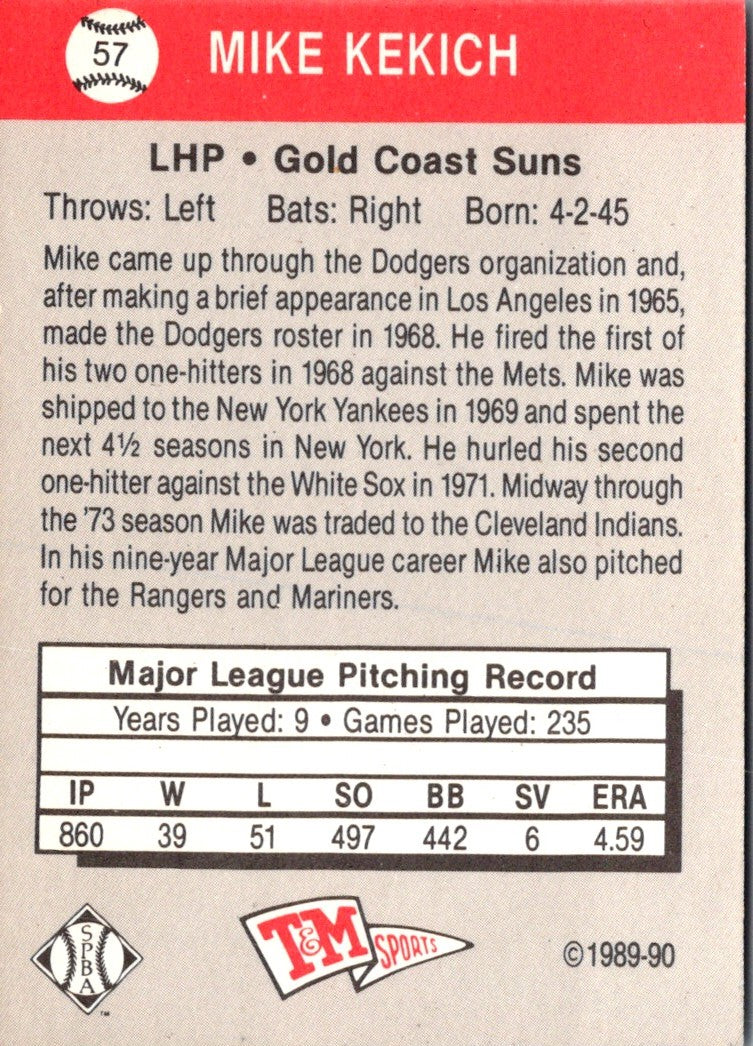 57
MIKE KEKICH
LHP • Gold Coast Suns
Throws: Left Bats: Right Born: 4-2-45
Mike came up through the Dodgers organization and,
after making a brief appearance in Los Angeles in 1965,
made the Dodgers roster in 1968. He fired the first of
his two one-hitters in 1968 against the Mets. Mike was
shipped to the New York Yankees in 1969 and spent the
next 4½ seasons in New York. He hurled his second
one-hitter against the White Sox in 1971. Midway through
the '73 season Mike was traded to the Cleveland Indians.
In his nine-year Major League career Mike also pitched
for the Rangers and Mariners.
Major League Pitching Record
Years Played: 9 • Games Played: 235
IP W L SO BB SV ERA
860 39 51 497 442 6 4.59
SPBA
™
T&M
SPORTS
©1989-90